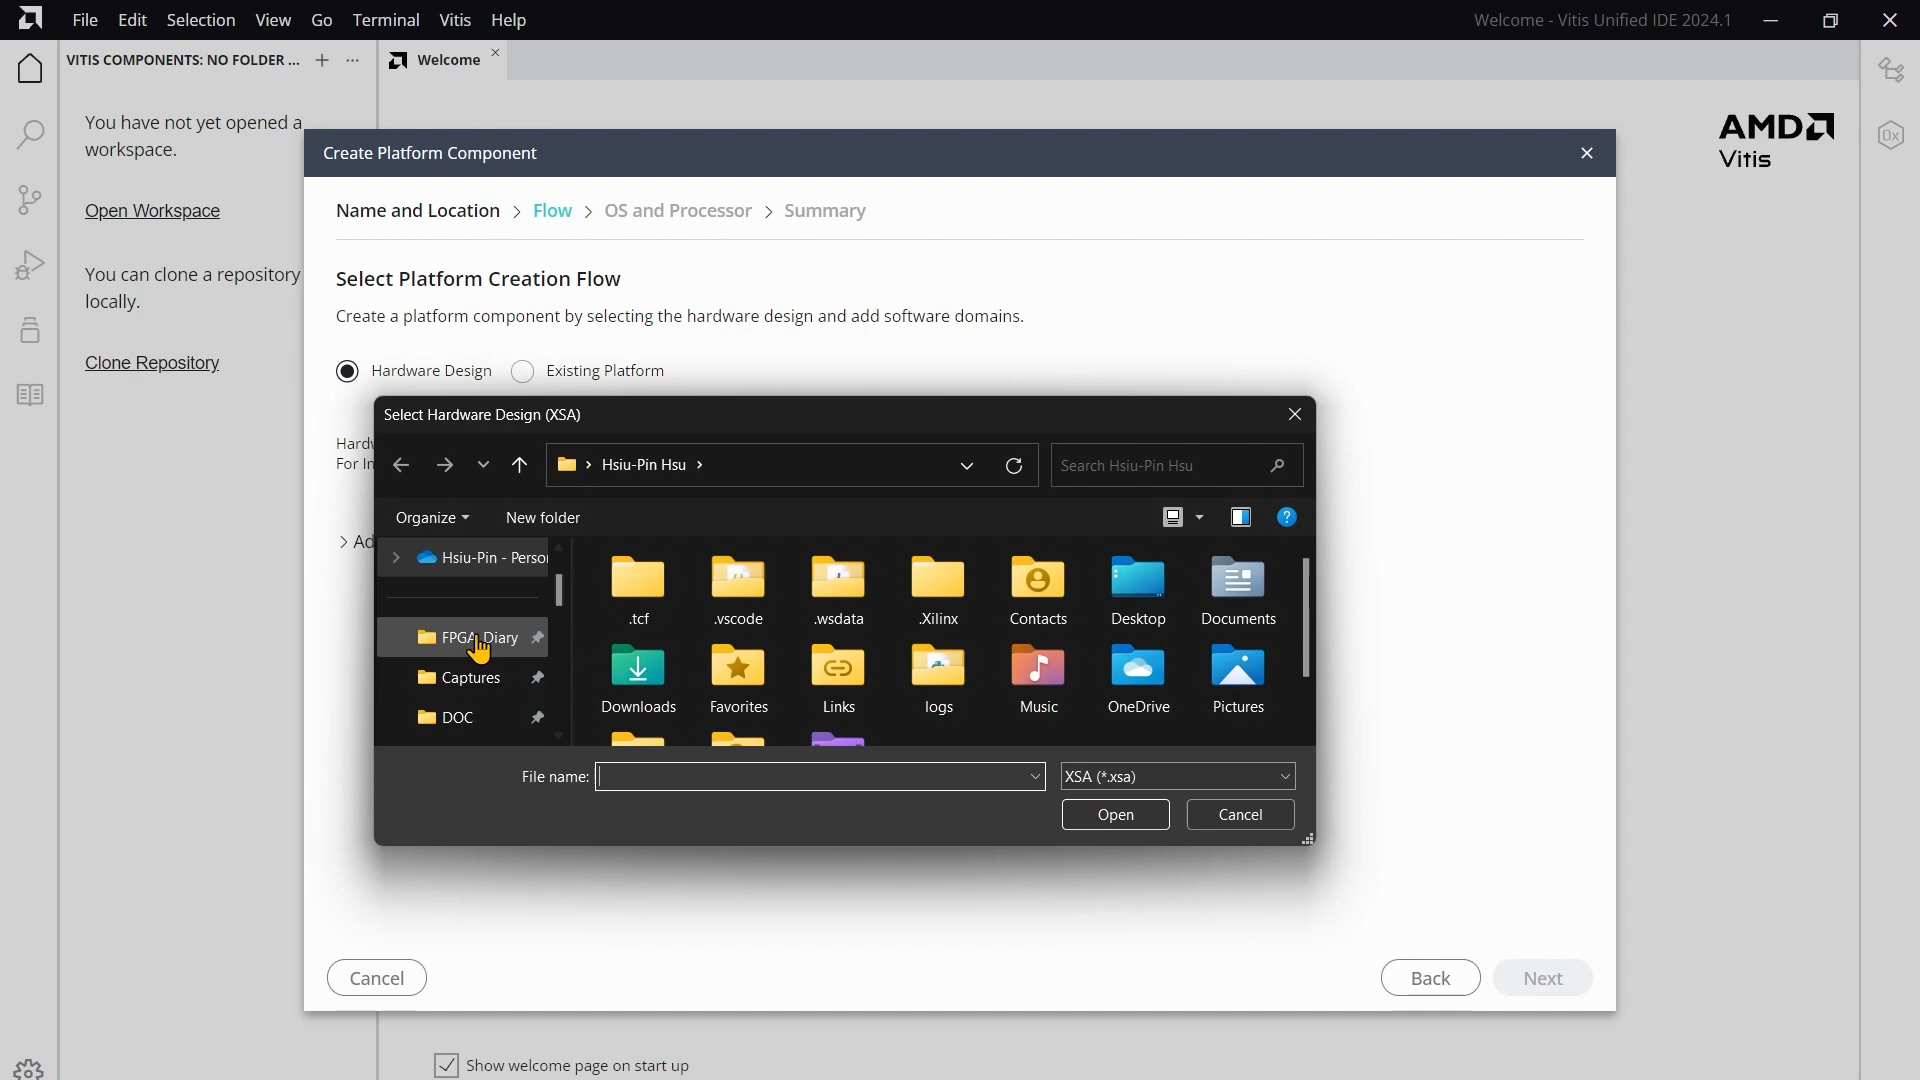 File Edit Selection View Go Terminal Vitis Help
Welcome - Vitis Unified IDE 2024.1
VITIS COMPONENTS: NO FOLDER ...
Welcome
You have not yet opened a
workspace.
Open Workspace
You can clone a repository
locally.
Clone Repository
AMD
Vitis
0x
Create Platform Component
Name and Location > Flow > OS and Processor > Summary
Select Platform Creation Flow
Create a platform component by selecting the hardware design and add software domains.
Hardware Design
Existing Platform
Select Hardware Design (XSA)
Hsiu-Pin Hsu
Search Hsiu-Pin Hsu
Organize
New folder
Hsiu-Pin - Person
FPGA Diary
Captures
DOC
.tcf
.vscode
.wsdata
.Xilinx
Contacts
Desktop
Documents
Downloads
Favorites
Links
logs
Music
OneDrive
Pictures
File name:
XSA (*.xsa)
Open
Cancel
Cancel
Back
Next
Show welcome page on start up